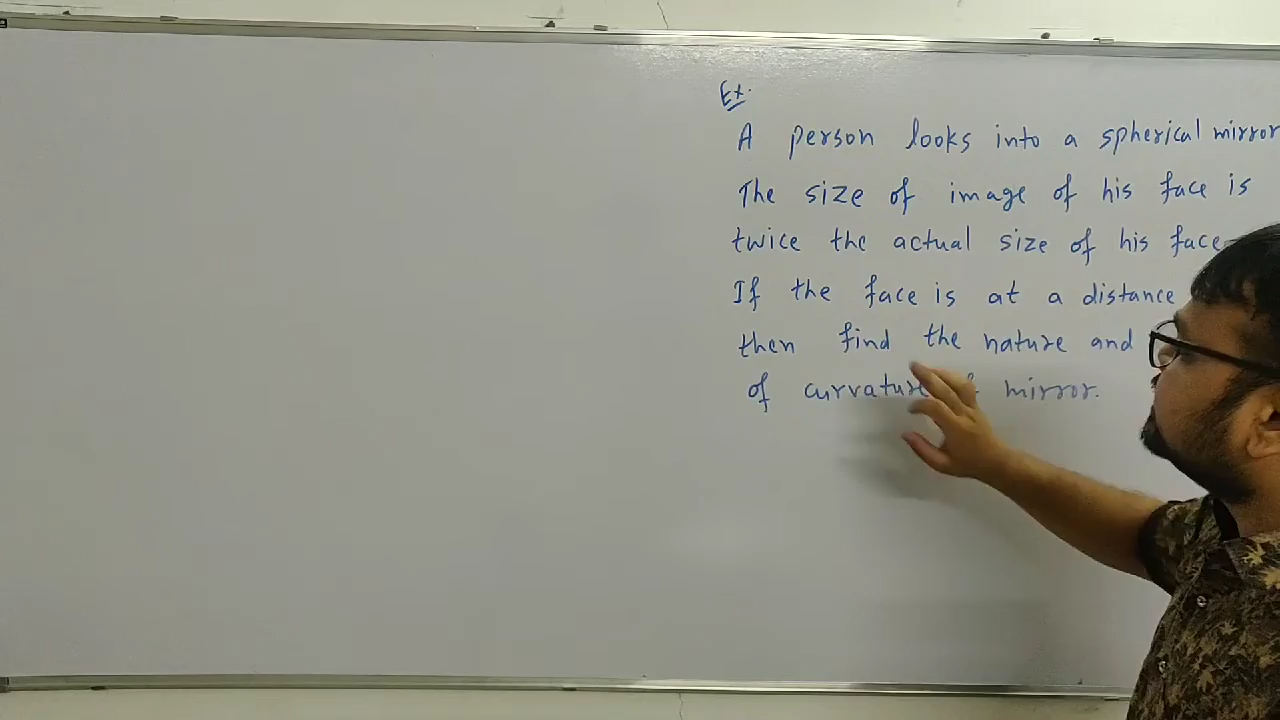 Ex.
A person looks into a spherical mirror
The size of image of his face is
twice the actual size of his face
If the face is at a distance
then find the nature and
of curvature mirror.